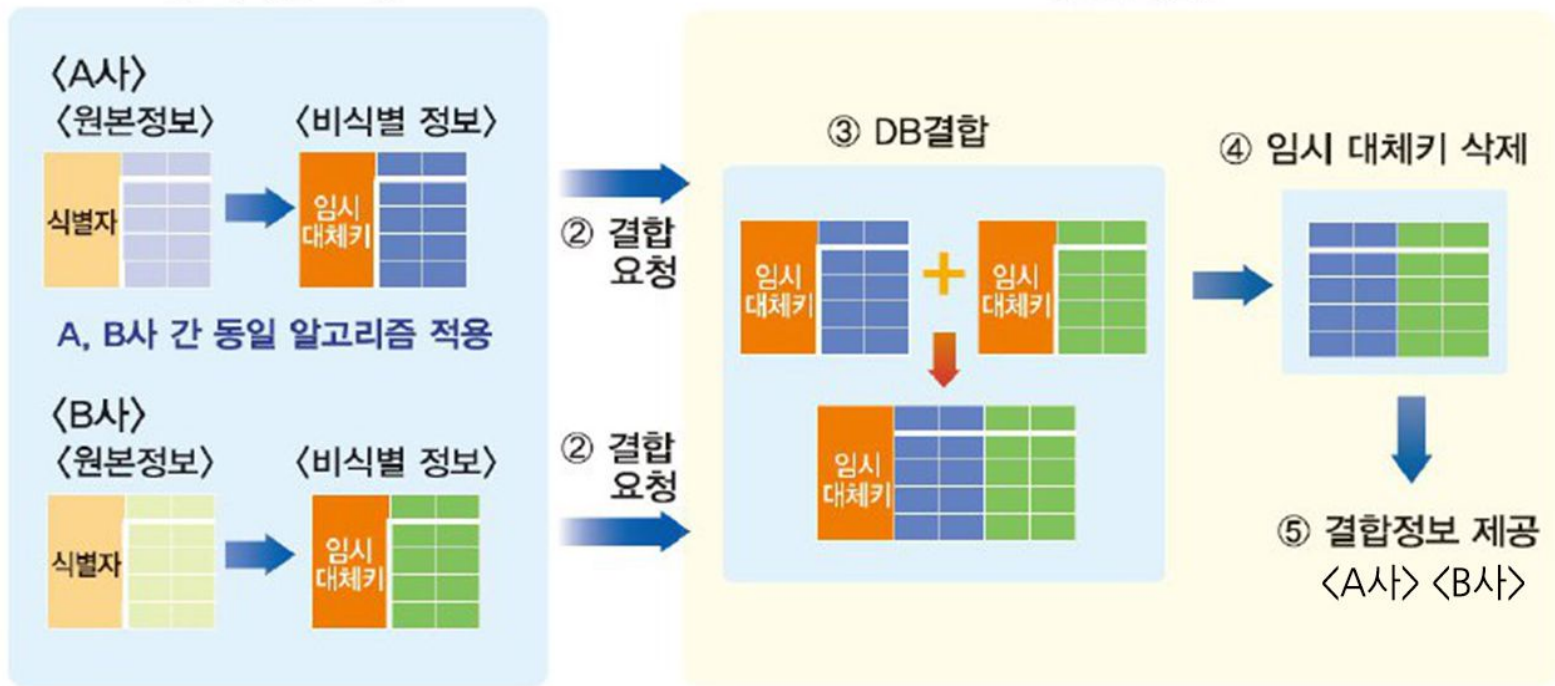 <A사>
<원본정보>
<비식별 정보>
식별자
임시
대체키
A, B사 간 동일 알고리즘 적용
<B사>
<원본정보>
<비식별 정보>
식별자
임시
대체키
② 결합
요청
② 결합
요청
③ DB결합
임시
대체키
+
임시
대체키
임시
대체키
④ 임시 대체키 삭제
⑤ 결합정보 제공
<A사> <B사>